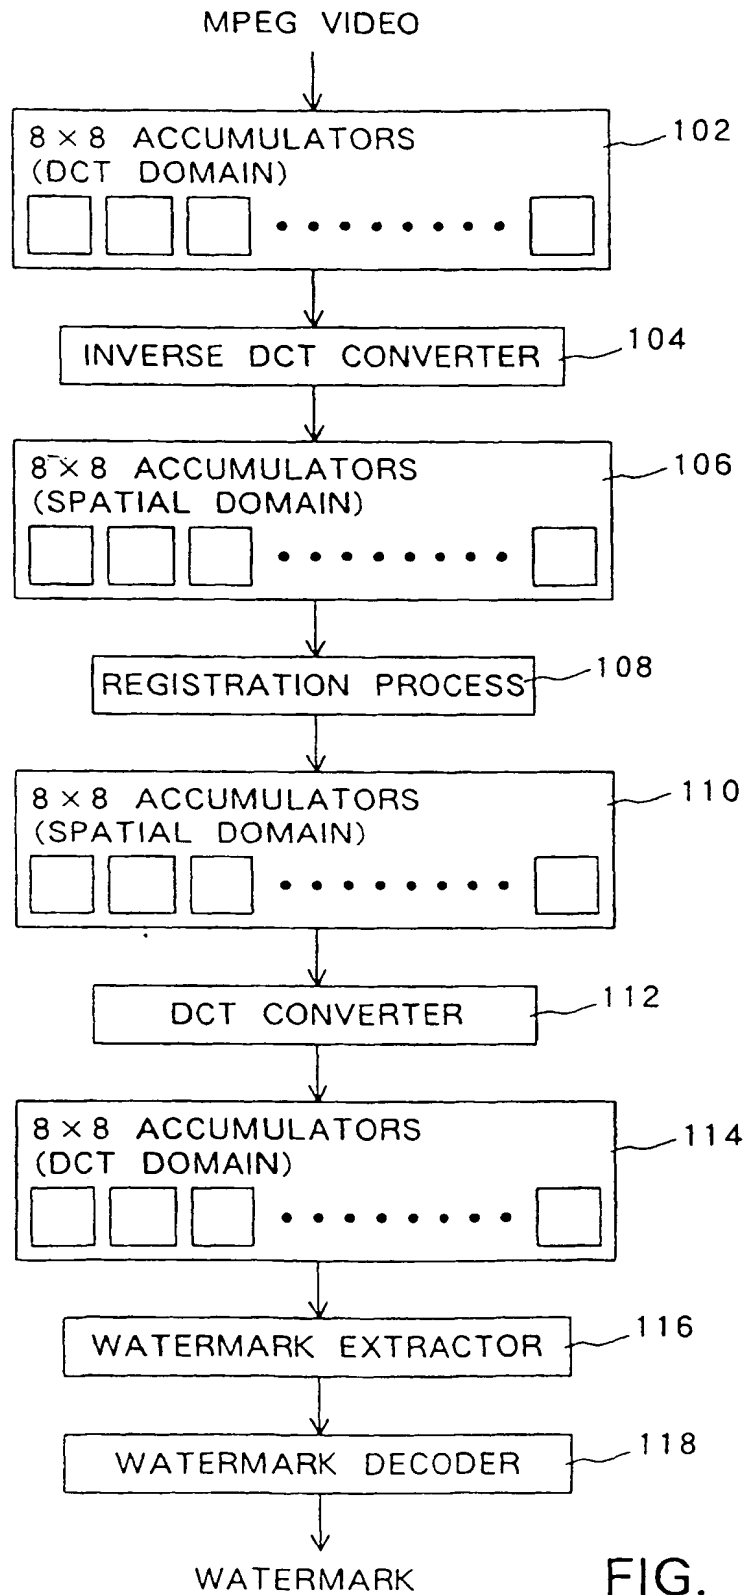 MPEG VIDEO
8 × 8 ACCUMULATORS
(DCT DOMAIN)
102
INVERSE DCT CONVERTER
104
8 × 8 ACCUMULATORS
(SPATIAL DOMAIN)
106
REGISTRATION PROCESS
108
8 × 8 ACCUMULATORS
(SPATIAL DOMAIN)
110
DCT CONVERTER
112
8 × 8 ACCUMULATORS
(DCT DOMAIN)
114
WATERMARK EXTRACTOR
116
WATERMARK DECODER
118
WATERMARK
FIG.